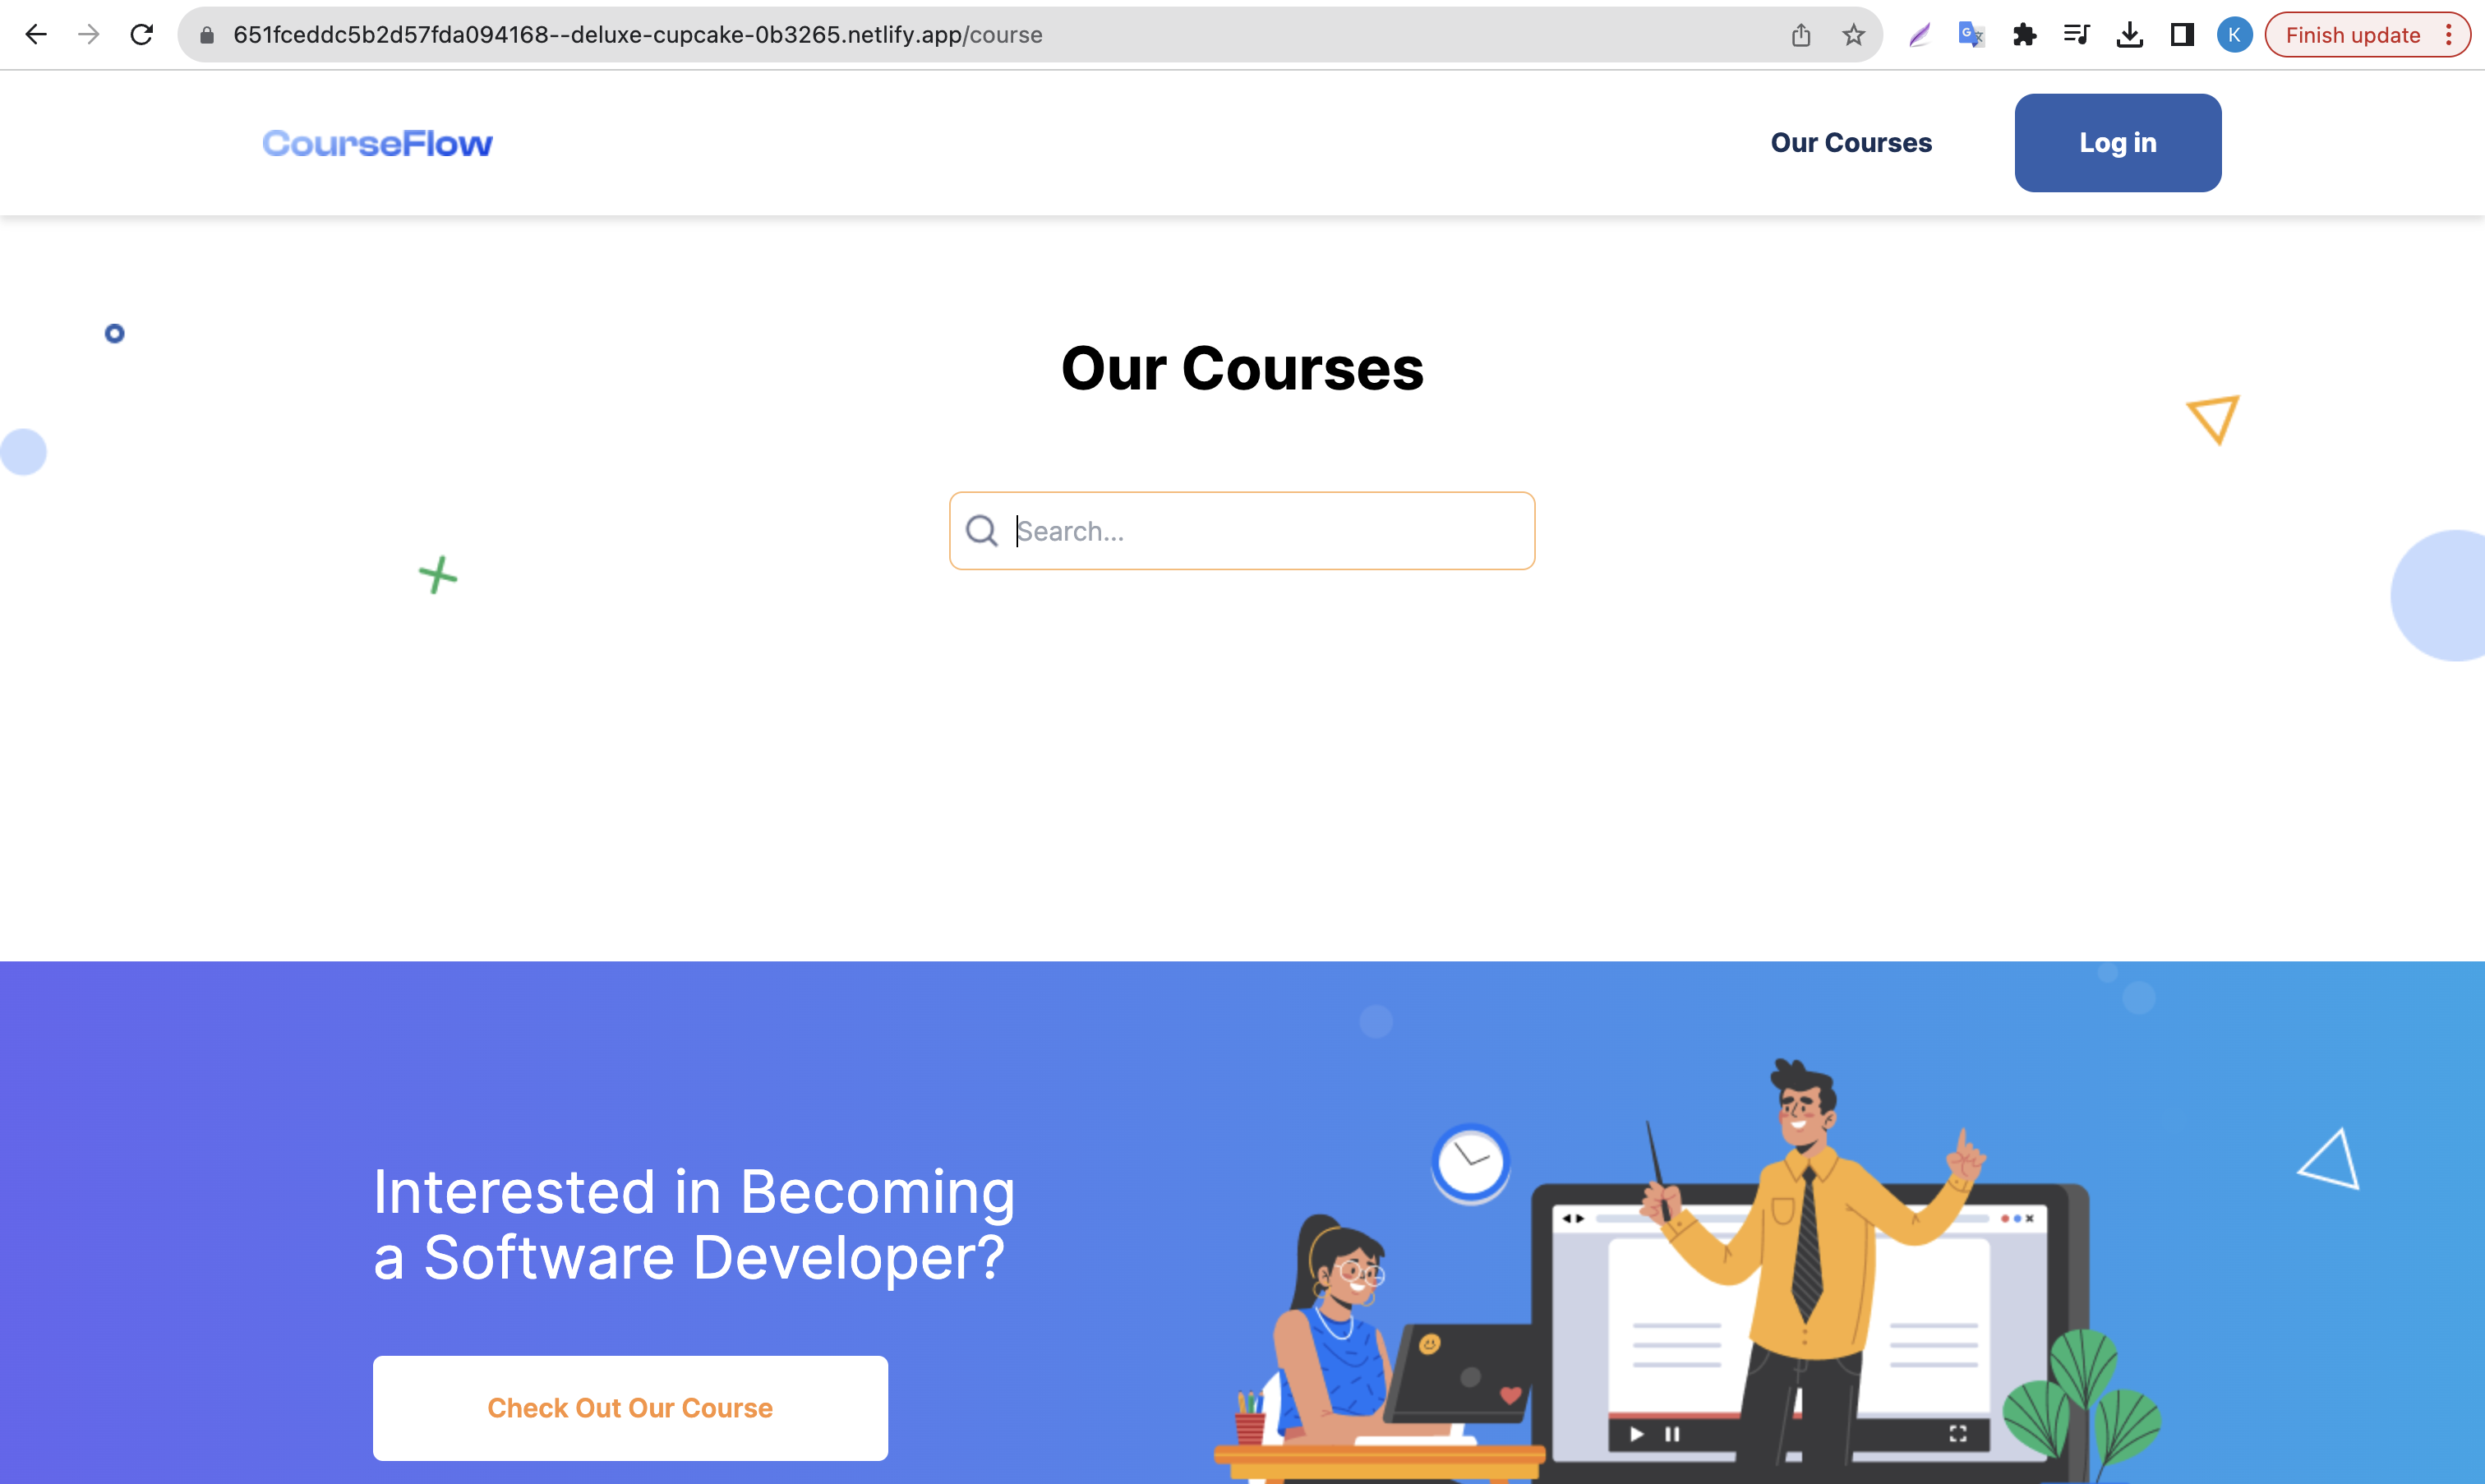 651fceddc5b2d57fda094168--deluxe-cupcake-0b3265.netlify.app/course
K
Finish update
CourseFlow
Our Courses
Log in
Our Courses
Search...
Interested in Becoming
a Software Developer?
Check Out Our Course